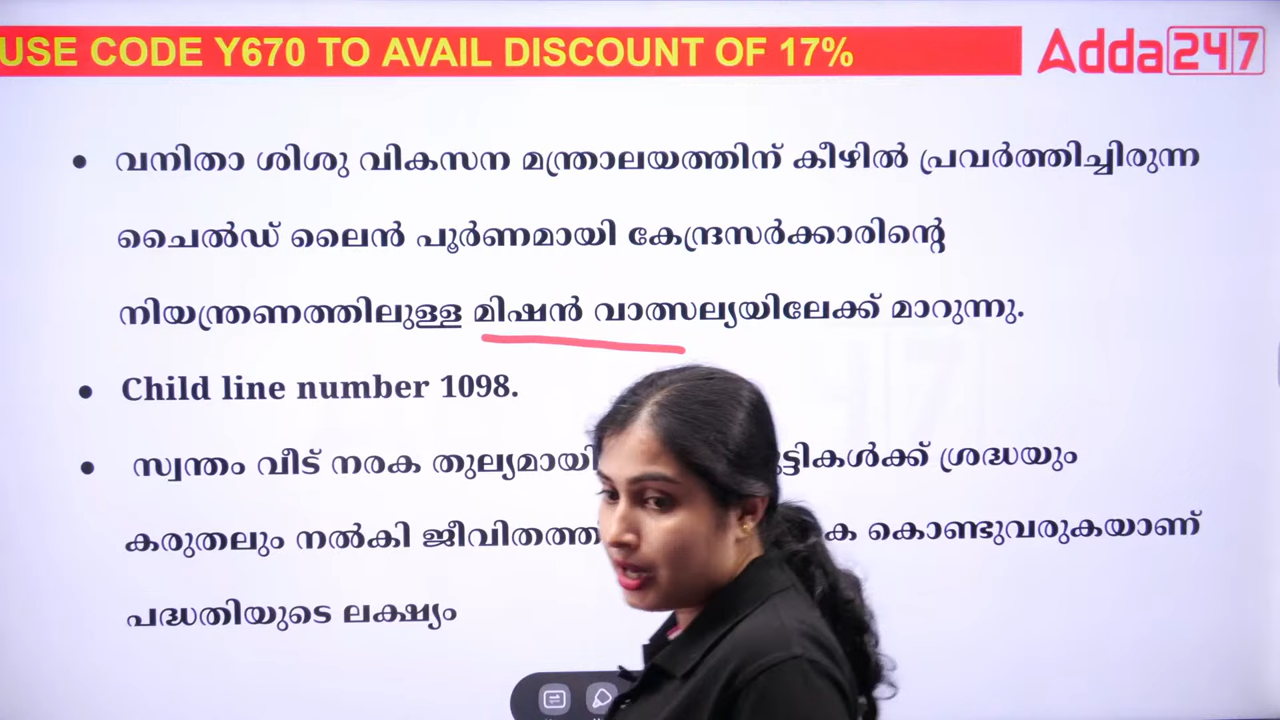 USE CODE Y670 TO AVAIL DISCOUNT OF 17%
Adda247
• വനിതാ ശിശു വികസന മന്ത്രാലയത്തിന് കീഴിൽ പ്രവർത്തിച്ചിരുന്ന
ചൈൽഡ് ലൈൻ പൂർണമായി കേന്ദ്രസർക്കാരിന്റെ
നിയന്ത്രണത്തിലുള്ള മിഷൻ വാത്സല്യയിലേക്ക് മാറുന്നു.
• Child line number 1098.
• സ്വന്തം വീട് നരക തുല്യമായി ശ്രദ്ധയും
കരുതലും നൽകി കൊണ്ടുവരുകയാണ്
പദ്ധതിയുടെ ലക്ഷ്യം